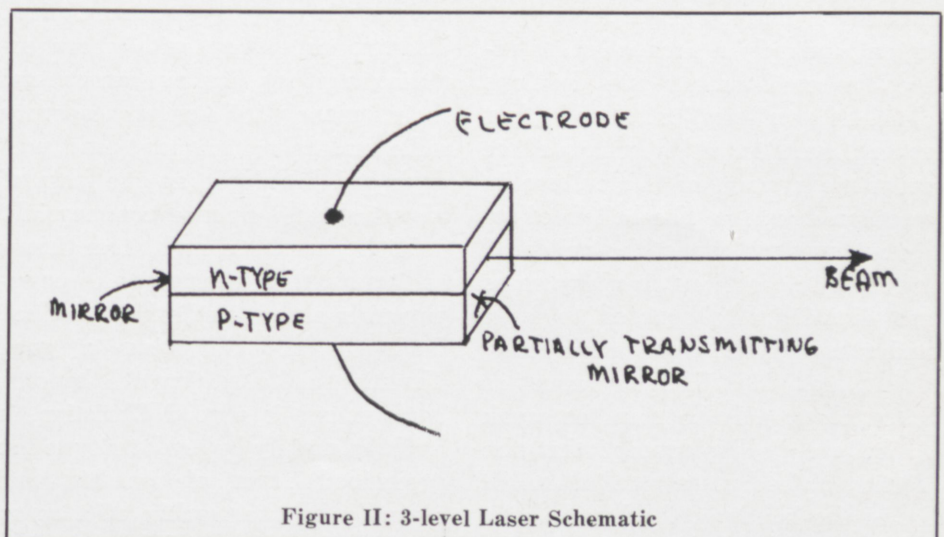 ELECTRODE
N-TYPE
BEAM
MIRROR
P-TYPE
PARTIALLY TRANSMITTING
MIRROR
Figure II: 3-level Laser Schematic